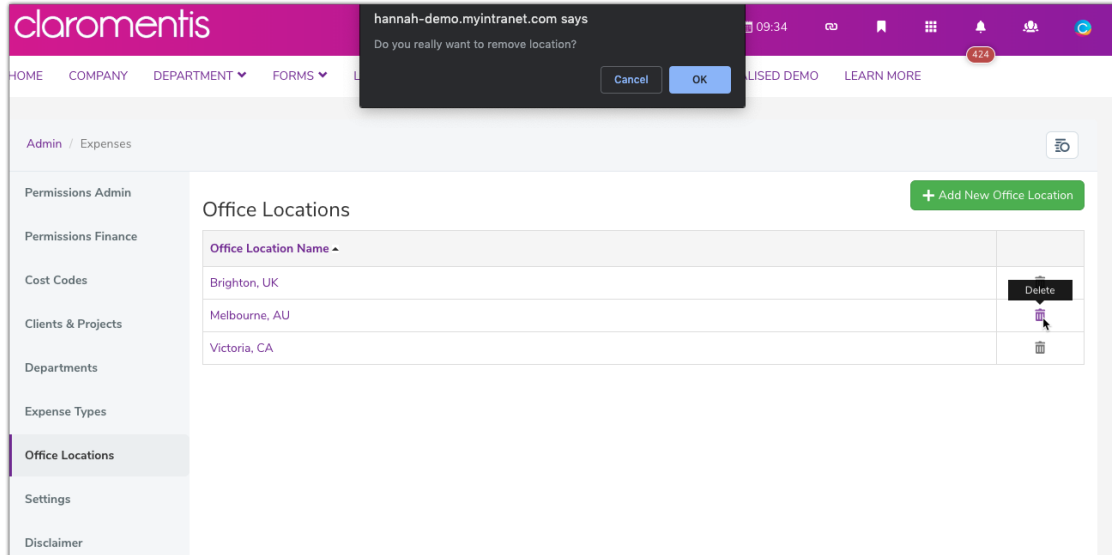 claromentis
hannah-demo.myintranet.com says
Do you really want to remove location?
Cancel
OK
09:34
424
HOME
COMPANY
DEPARTMENT
FORMS
L
LISED DEMO
LEARN MORE
Admin / Expenses
Permissions Admin
Permissions Finance
Cost Codes
Clients & Projects
Departments
Expense Types
Office Locations
Settings
Disclaimer
Office Locations
+ Add New Office Location
Office Location Name
Brighton, UK
Delete
Melbourne, AU
Victoria, CA